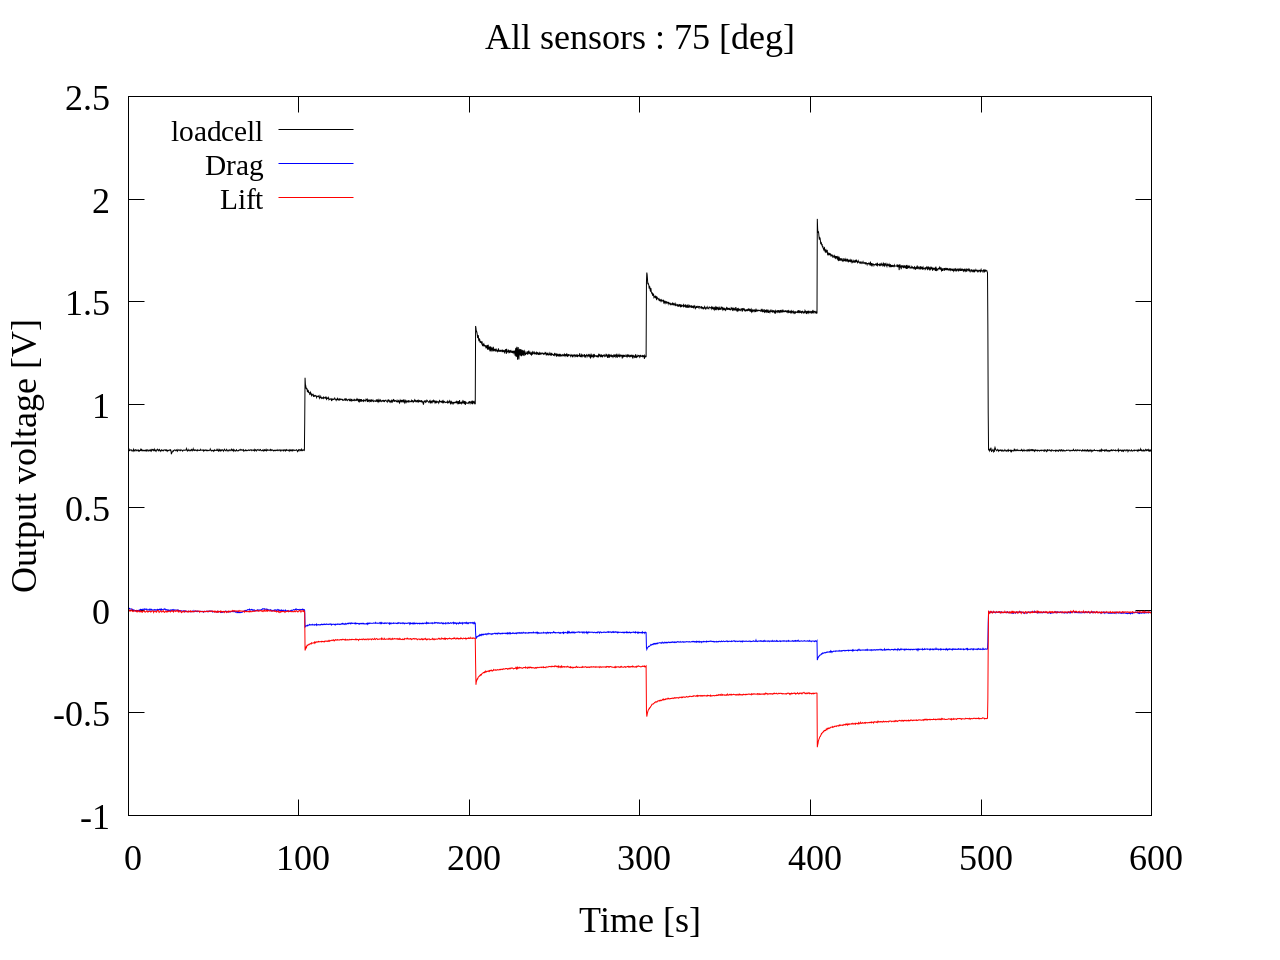 All sensors : 75 [deg]
2.5
2
1.5
1
0.5
0
-0.5
-1
loadcell
Drag
Lift
Output voltage [V]
0 100 200 300 400 500 600
Time [s]